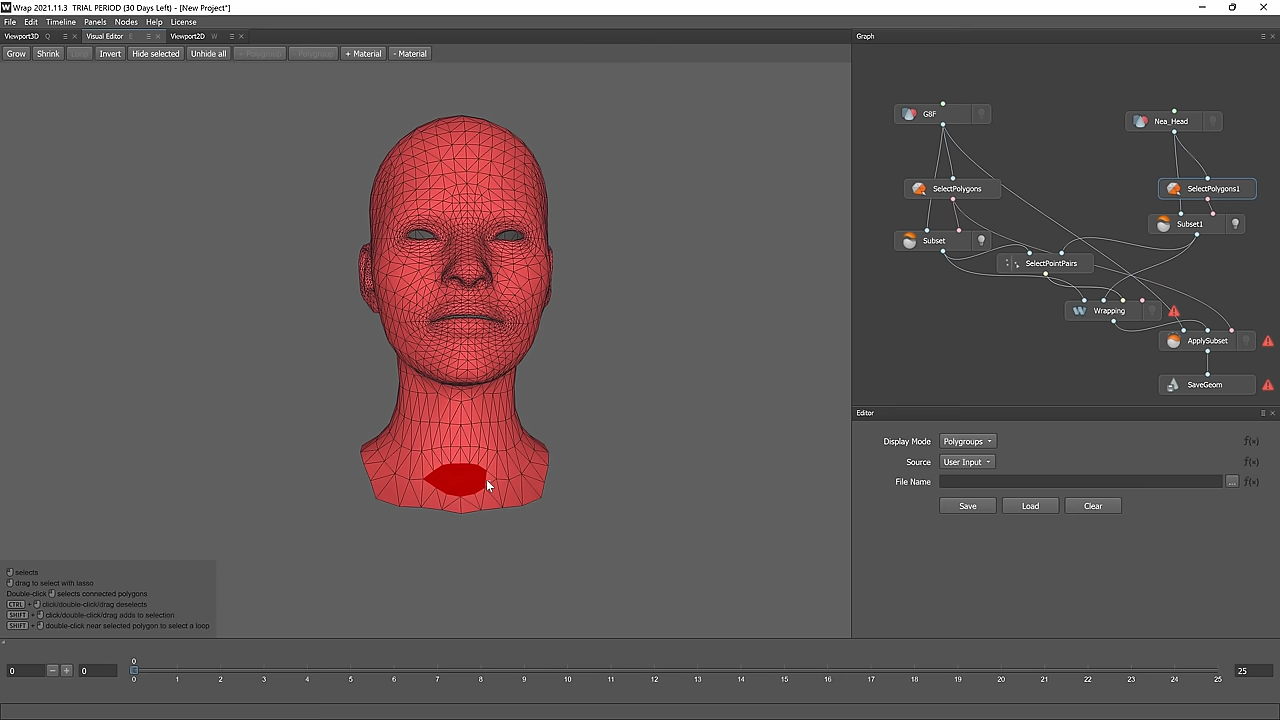 Wrap 2021.11.3 TRIAL PERIOD (30 Days Left) - [New Project*]
File Edit Timeline Panels Nodes Help License
Viewport3D Q Visual Editor E Viewport2D W
Grow Shrink Loop Invert Hide selected Unhide all + Polygroup - Polygroup + Material - Material
Graph
G8F
Nea_Head
SelectPolygons
SelectPolygons1
Subset1
Subset
SelectPointPairs
Wrapping
ApplySubset
SaveGeom
Editor
Display Mode Polygroups f(x)
Source User Input f(x)
File Name ... f(x)
Save Load Clear
selects
drag to select with lasso
Double-click selects connected polygons
CTRL + click/double-click/drag deselects
SHIFT + click/double-click/drag adds to selection
SHIFT + double-click near selected polygon to select a loop
0
0 − + 0 25
0 1 2 3 4 5 6 7 8 9 10 11 12 13 14 15 16 17 18 19 20 21 22 23 24 25